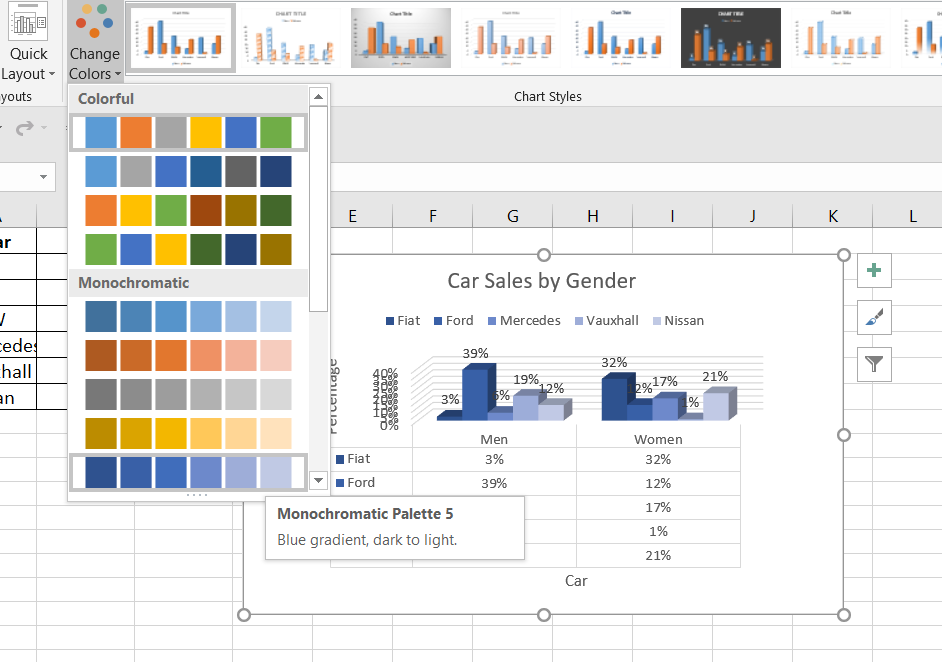 Quick
Layout
youts
Change
Colors
Chart Styles
Colorful
Monochromatic
Monochromatic Palette 5
Blue gradient, dark to light.
E F G H I J K L
ar
cedes
hall
an
Car Sales by Gender
Fiat Ford Mercedes Vauxhall Nissan
Percentage
40%
35%
30%
25%
20%
15%
10%
5%
0%
3% 39% 6% 19% 12% 32% 12% 17% 1% 21%
Men Women
Fiat 3% 32%
Ford 39% 12%
17%
1%
21%
Car